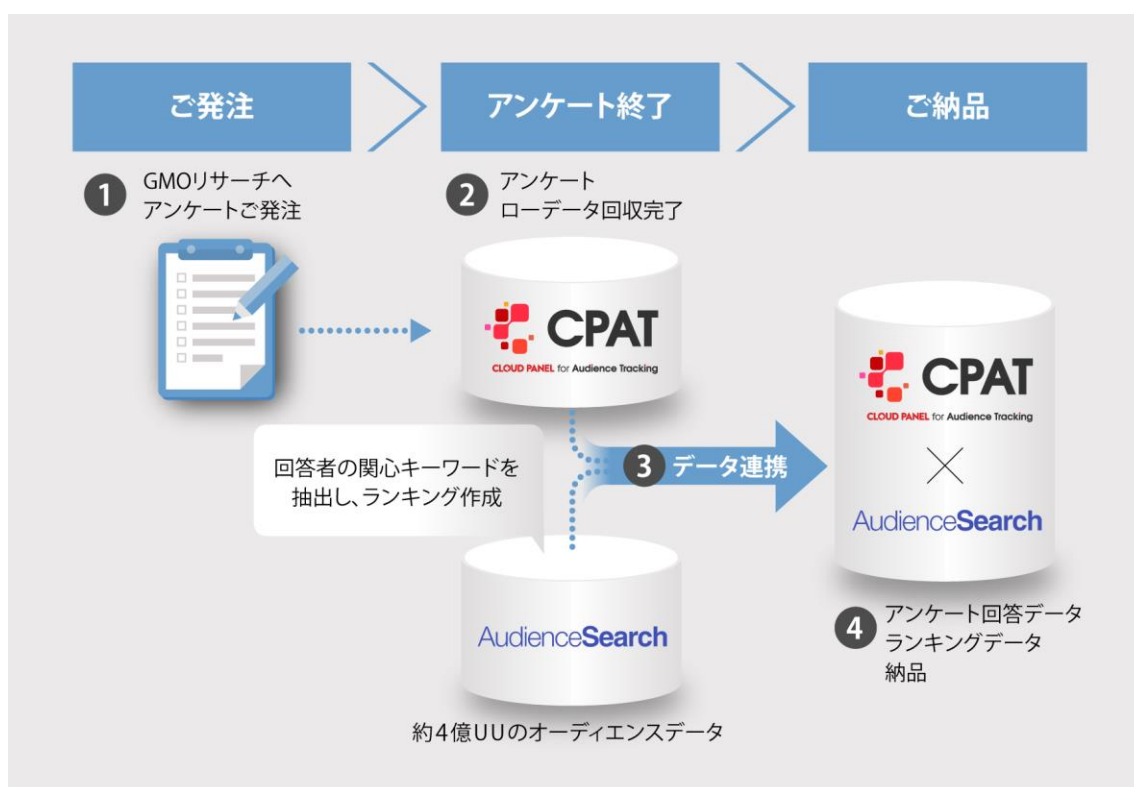 ご発注
アンケート終了
ご納品
1
GMOリサーチへ
アンケートご発注
2
アンケート
ローデータ回収完了
CPAT
CLOUD PANEL for Audience Tracking
回答者の関心キーワードを
抽出し、ランキング作成
3 データ連携
AudienceSearch
約4億UUのオーディエンスデータ
CPAT
CLOUD PANEL for Audience Tracking
×
AudienceSearch
4
アンケート回答データ
ランキングデータ
納品